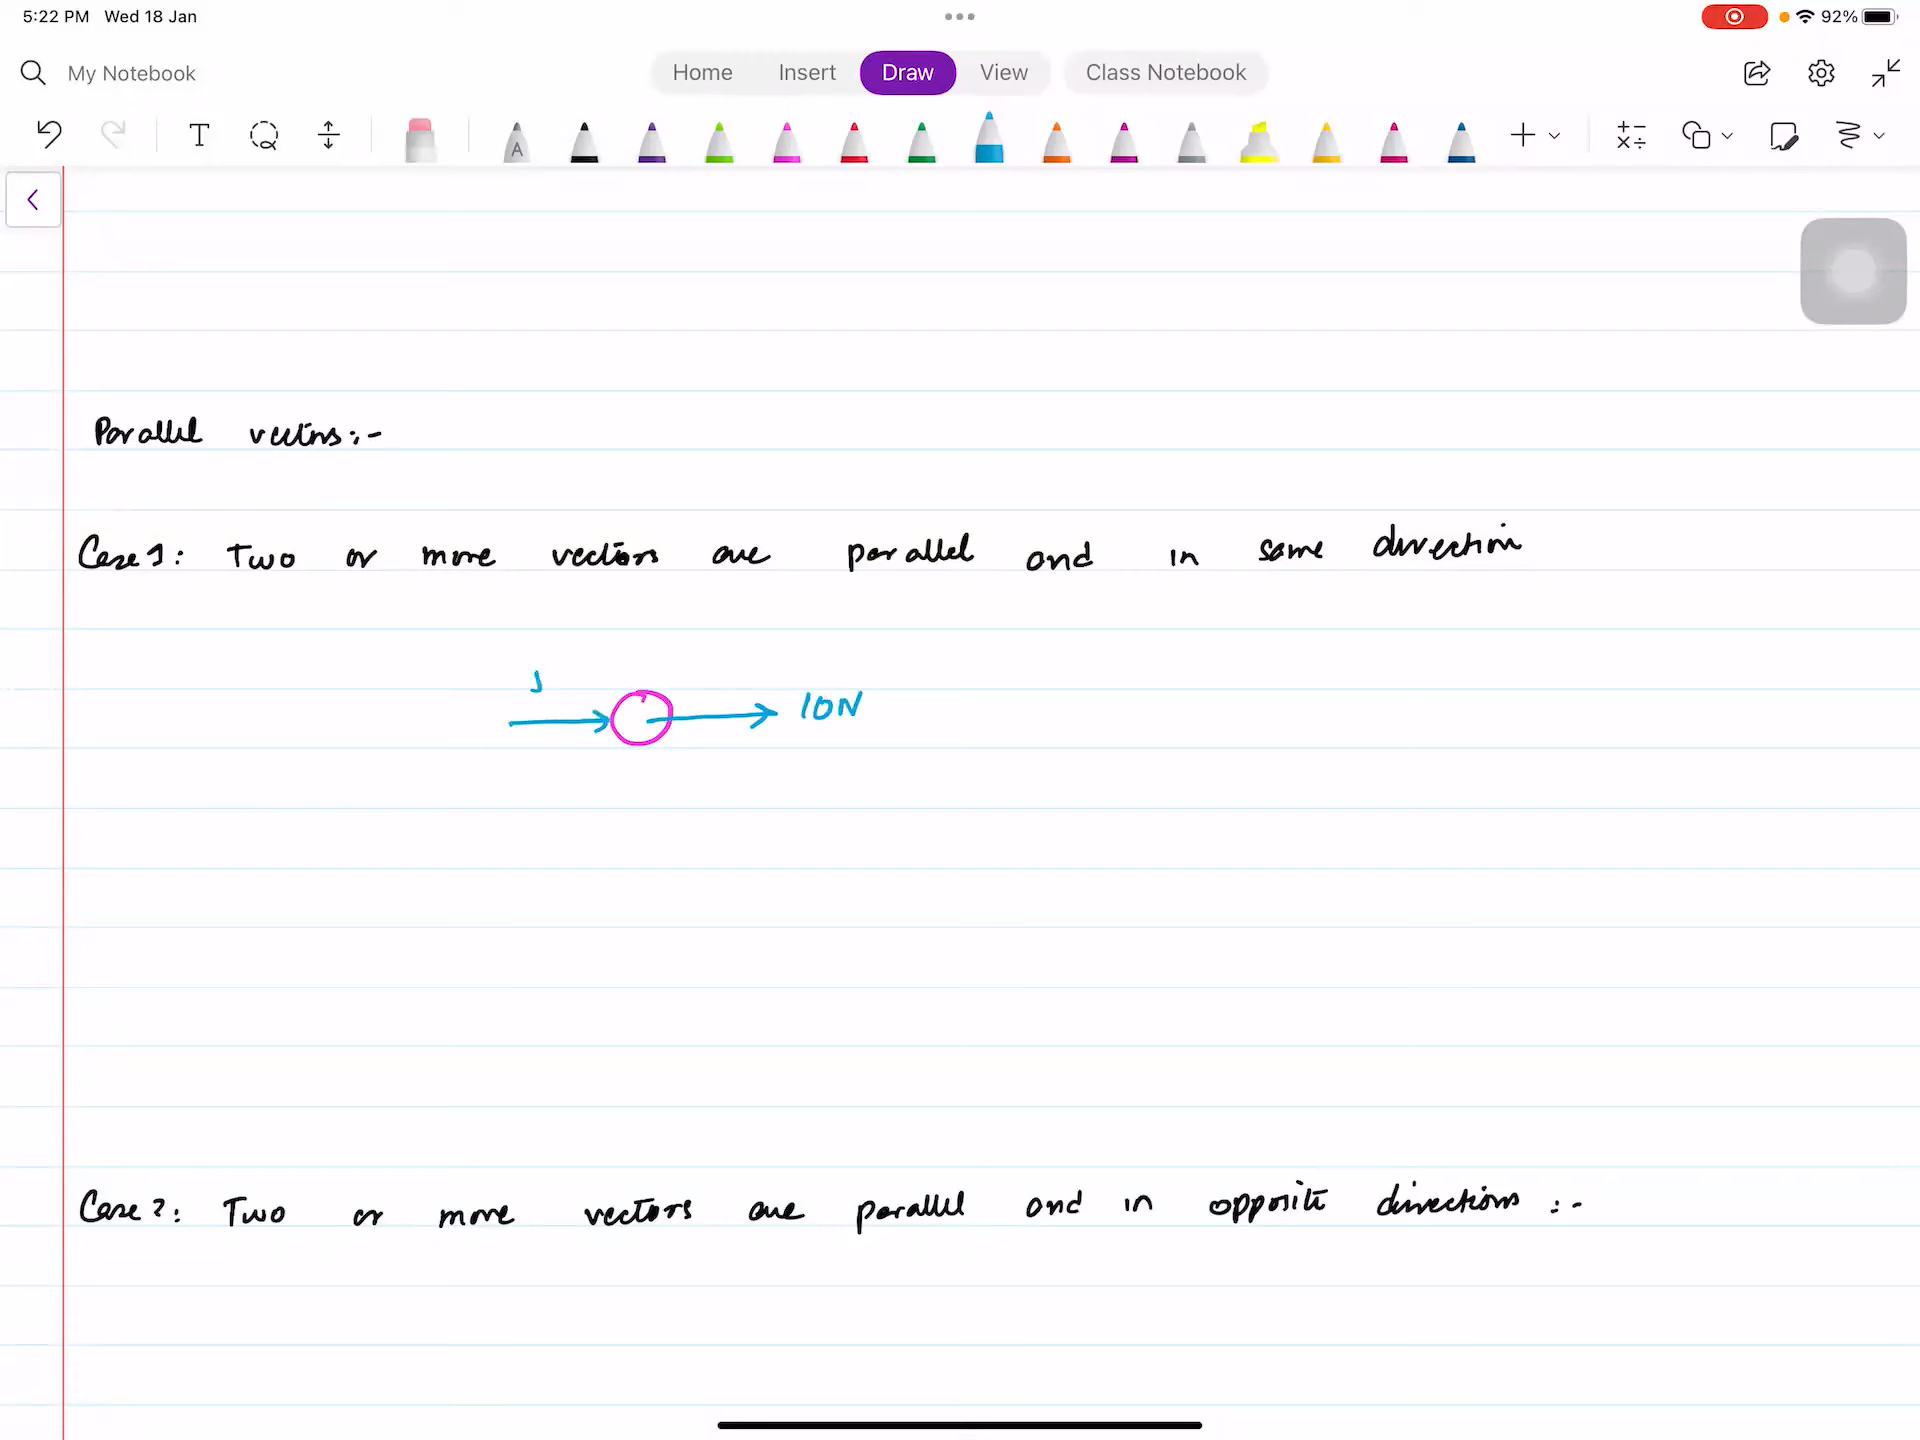 5:22 PM Wed 18 Jan
92%
My Notebook
Home Insert Draw View Class Notebook
T
A
Parallel vectors:-
Case 1: Two or more vectors are parallel and in same direction
10N
Case 2: Two or more vectors are parallel and in opposite directions :-